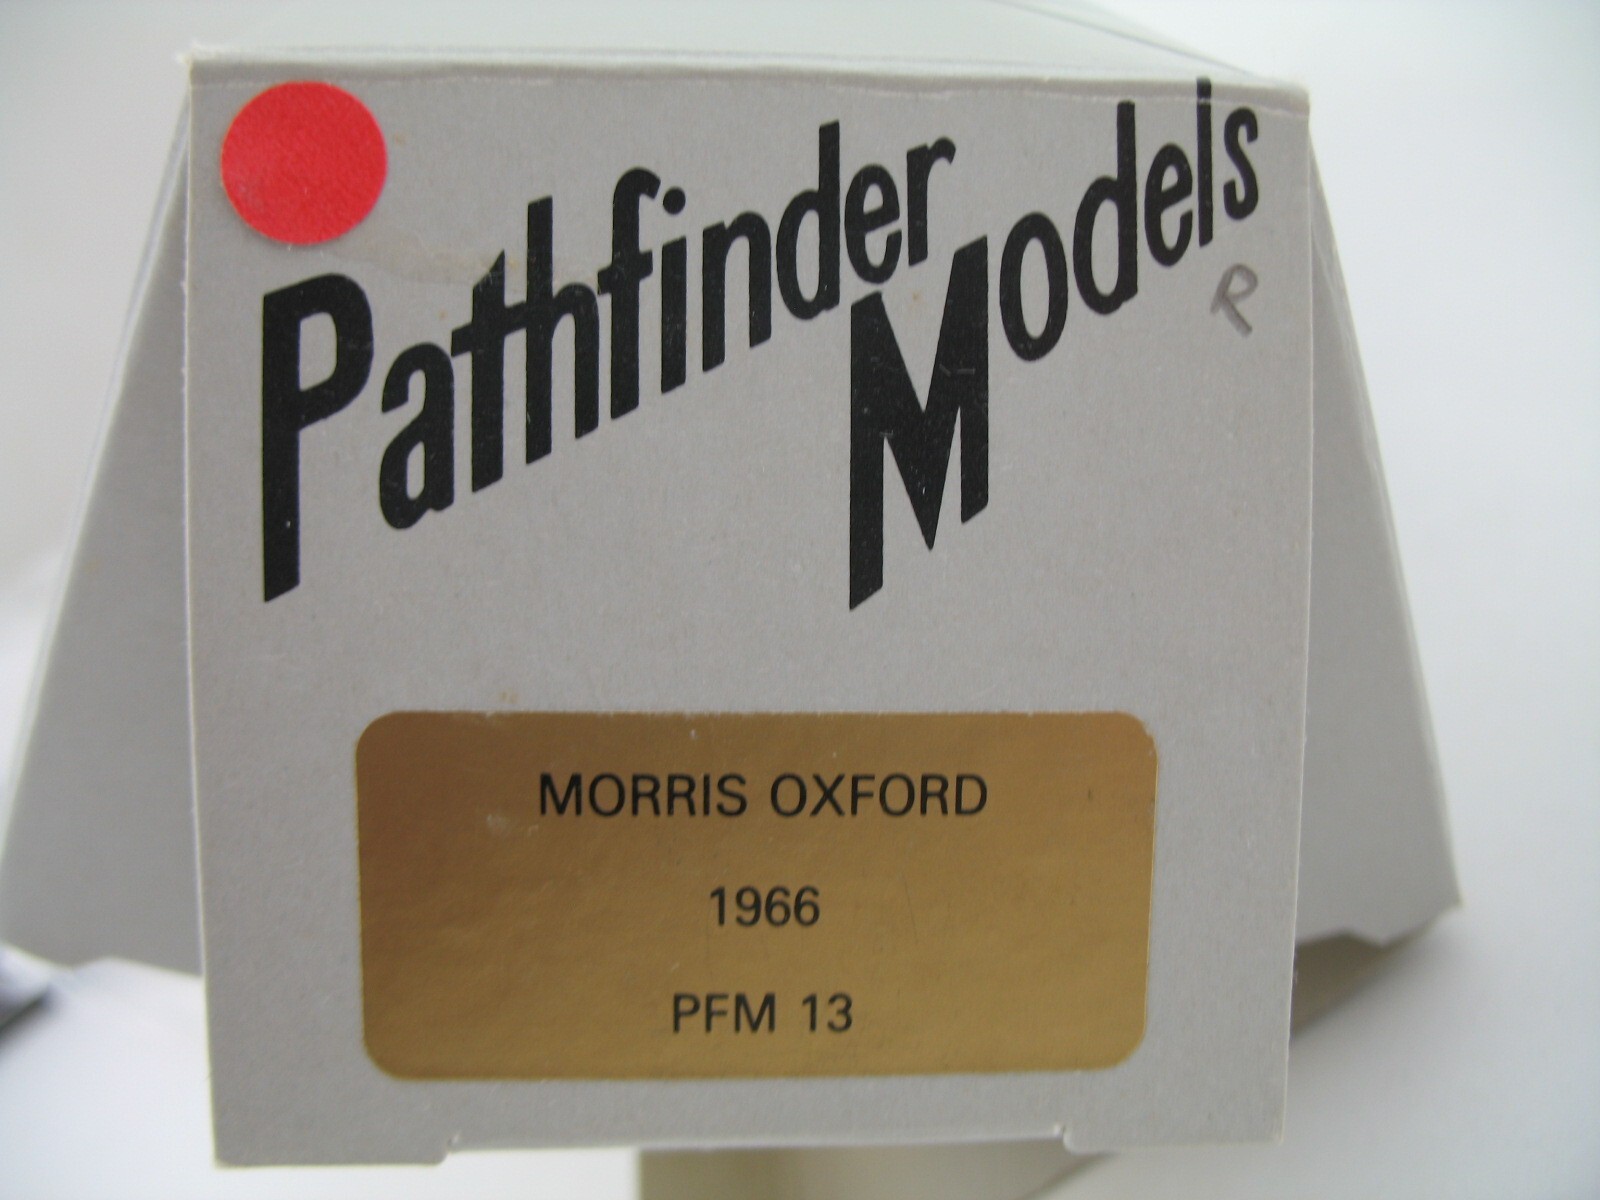 Pathfinder
Models
R
MORRIS OXFORD
1966
PFM 13